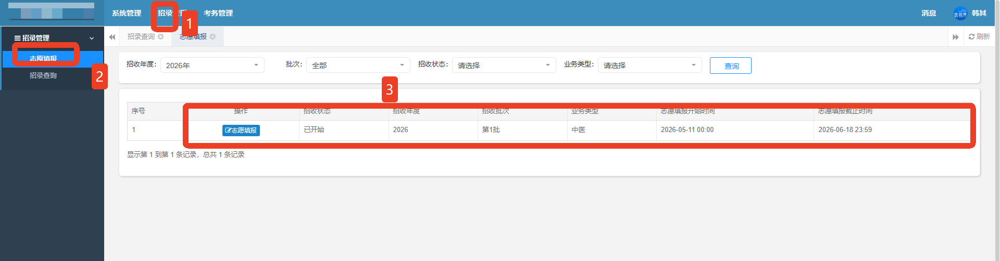 系统管理 招录管理 考务管理 消息 医视界 韩其
1
招录管理
招录查询 志愿填报 刷新
志愿填报
2
招录查询
招收年度: 2026年 批次: 全部 招收状态: 请选择 业务类型: 请选择 查询
3
序号 操作 招收状态 招收年度 招收批次 业务类型 志愿填报开始时间 志愿填报截止时间
1 志愿填报 已开始 2026 第1批 中医 2026-05-11 00:00 2026-06-18 23:59
显示第 1 到第 1 条记录，总共 1 条记录